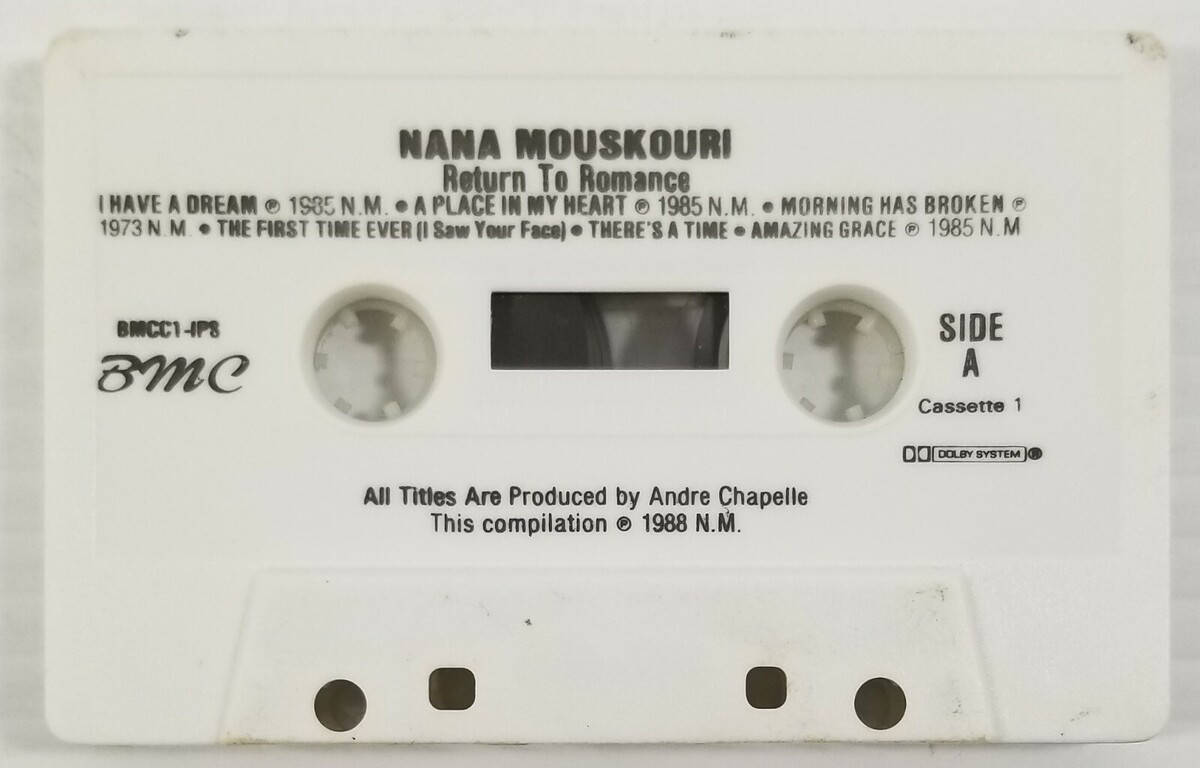 NANA MOUSKOURI
Return To Romance
I HAVE A DREAM ℗ 1985 N.M. ● A PLACE IN MY HEART ℗ 1985 N.M. ● MORNING HAS BROKEN ℗
1973 N.M. ● THE FIRST TIME EVER (I Saw Your Face) ● THERE'S A TIME ● AMAZING GRACE ℗ 1985 N.M
BMCC1-IPS
BMC
SIDE
A
Cassette 1
DOLBY SYSTEM ®
All Titles Are Produced by Andre Chapelle
This compilation ℗ 1988 N.M.